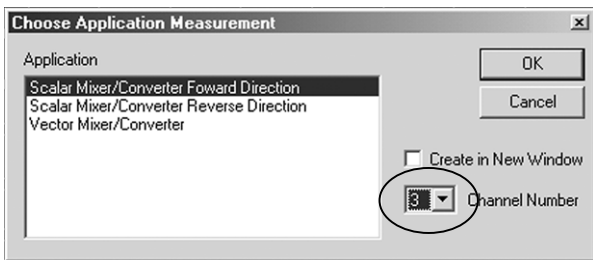 Choose Application Measurement
Application
Scalar Mixer/Converter Foward Direction
Scalar Mixer/Converter Reverse Direction
Vector Mixer/Converter
OK
Cancel
Create in New Window
3 Channel Number